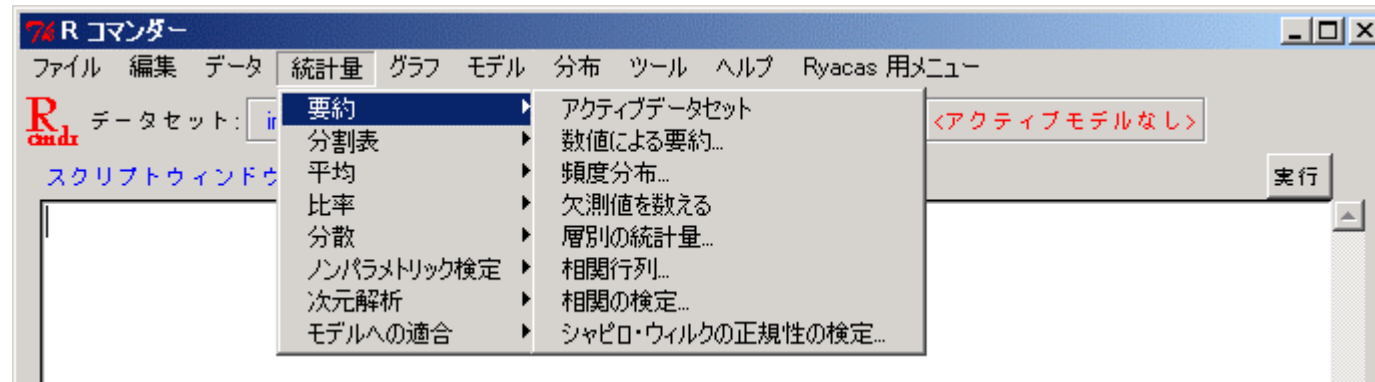 R コマンダー
ファイル 編集 データ 統計量 グラフ モデル 分布 ツール ヘルプ Ryacas 用メニュー
R cmdr データセット: <アクティブモデルなし>
スクリプトウィンドウ 実行
要約
分割表
平均
比率
分散
ノンパラメトリック検定
次元解析
モデルへの適合
アクティブデータセット
数値による要約...
頻度分布...
欠測値を数える
層別の統計量...
相関行列...
相関の検定...
シャピロ・ウィルクの正規性の検定...